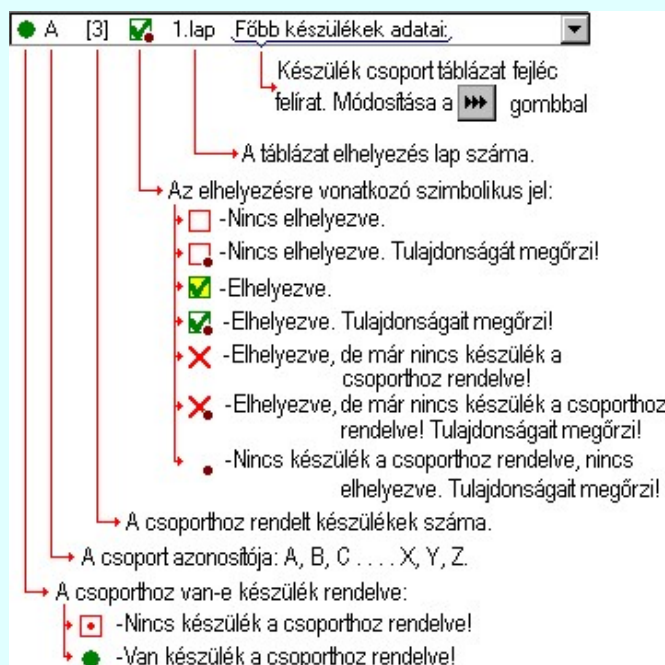 A [3] 1.lap Főbb készülékek adatai:
Készülék csoport táblázat fejléc
felírat. Módosítása a gombbal
A táblázat elhelyezés lap száma.
Az elhelyezésre vonatkozó szimbolikus jel:
-Nincs elhelyezve.
-Nincs elhelyezve. Tulajdonságát megőrzi!
-Elhelyezve.
-Elhelyezve. Tulajdonságait megőrzi!
-Elhelyezve, de már nincs készülék a
csoporthoz rendelve!
-Elhelyezve, de már nincs készülék a csoporthoz
rendelve! Tulajdonságait megőrzi!
-Nincs készülék a csoporthoz rendelve, nincs
elhelyezve. Tulajdonságait megőrzi!
A csoporthoz rendelt készülékek száma.
A csoport azonosítója: A, B, C . . . . X, Y, Z.
A csoporthoz van-e készülék rendelve:
-Nincs készülék a csoporthoz rendelve!
-Van készülék a csoporthoz rendelve!